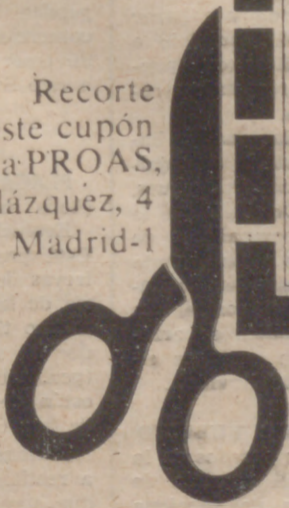 Recorte
ste cupón
a PROAS,
lázquez, 4
Madrid-1